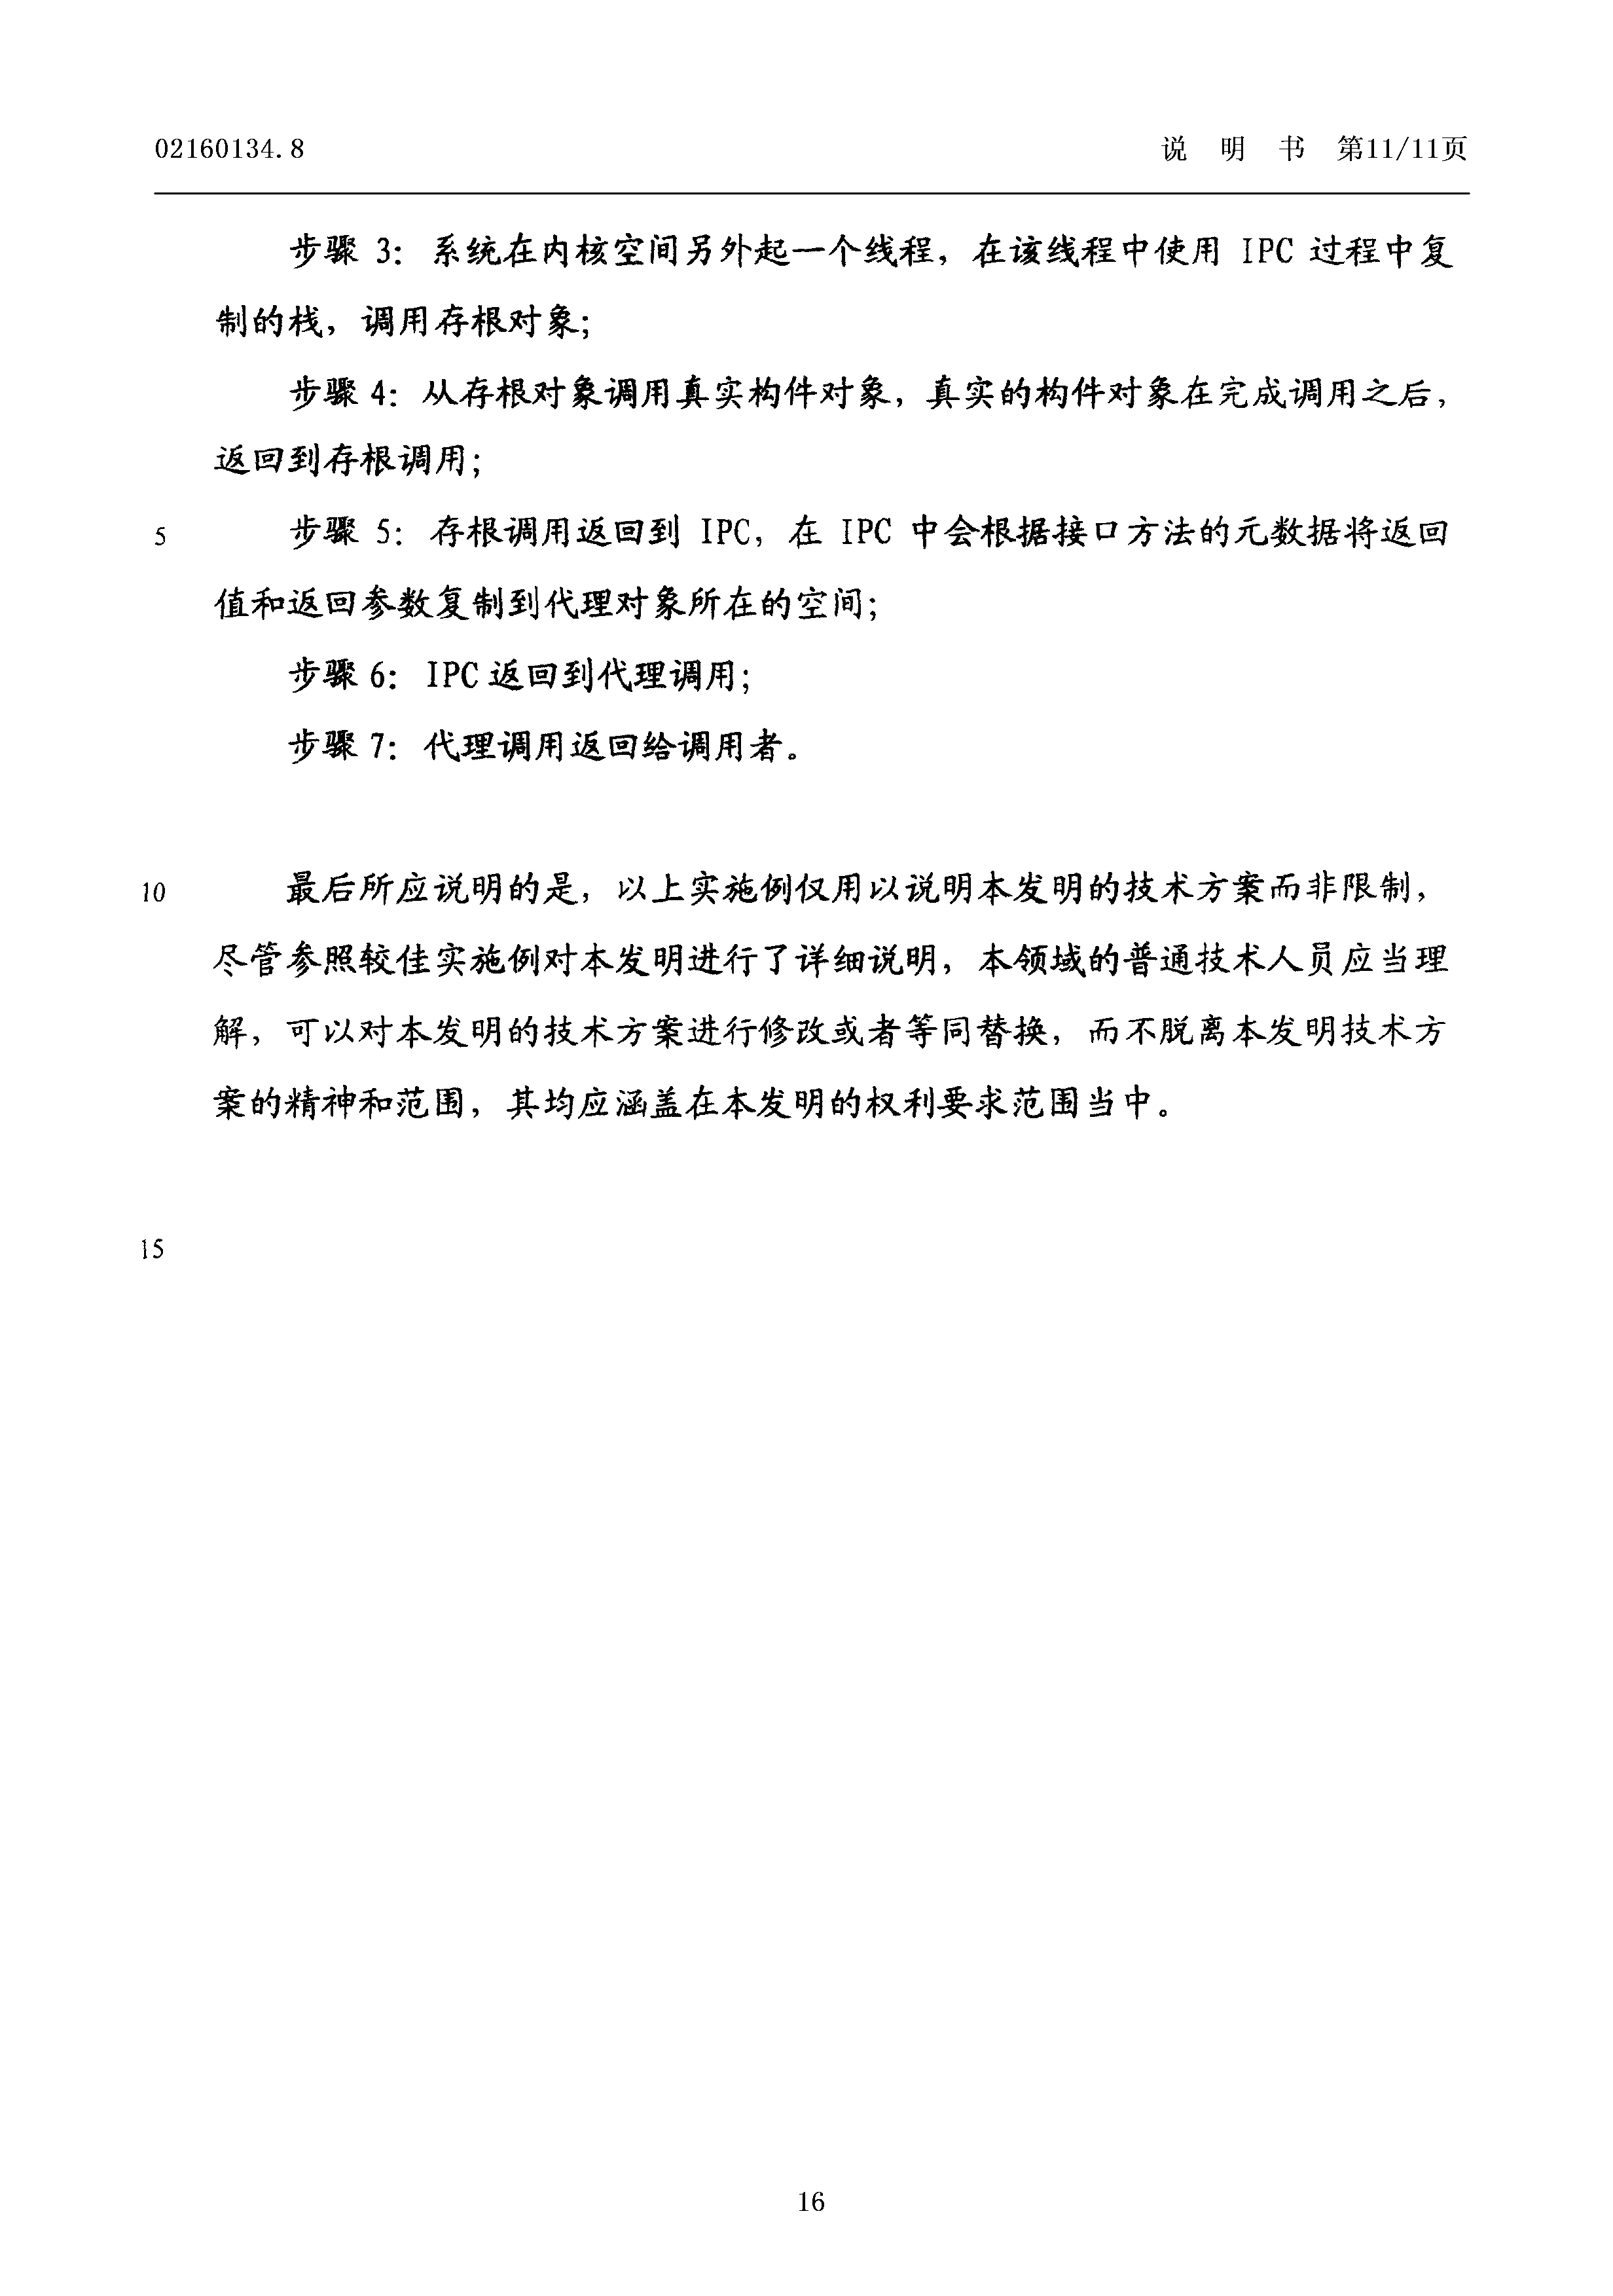 02160134.8
说 明 书 第11/11页
步骤 3：系统在内核空间另外起一个线程，在该线程中使用 IPC 过程中复
制的栈，调用存根对象；
步骤 4：从存根对象调用真实构件对象，真实的构件对象在完成调用之后，
返回到存根调用；
5 步骤 5：存根调用返回到 IPC，在 IPC 中会根据接口方法的元数据将返回
值和返回参数复制到代理对象所在的空间；
步骤 6：IPC 返回到代理调用；
步骤 7：代理调用返回给调用者。
10 最后所应说明的是，以上实施例仅用以说明本发明的技术方案而非限制，
尽管参照较佳实施例对本发明进行了详细说明，本领域的普通技术人员应当理
解，可以对本发明的技术方案进行修改或者等同替换，而不脱离本发明技术方
案的精神和范围，其均应涵盖在本发明的权利要求范围当中。
15
16